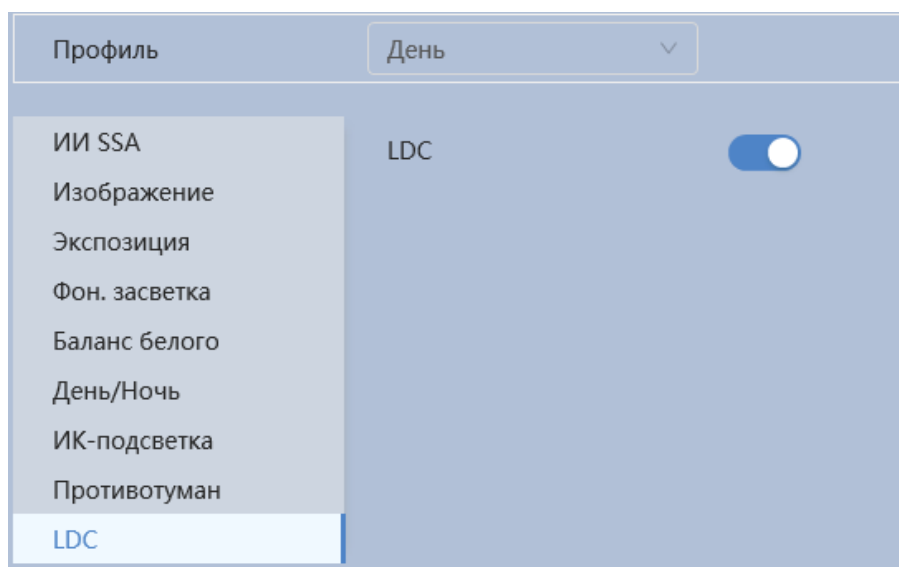 Профиль
День
ИИ SSA
LDC
Изображение
Экспозиция
Фон. засветка
Баланс белого
День/Ночь
ИК-подсветка
Противотуман
LDC